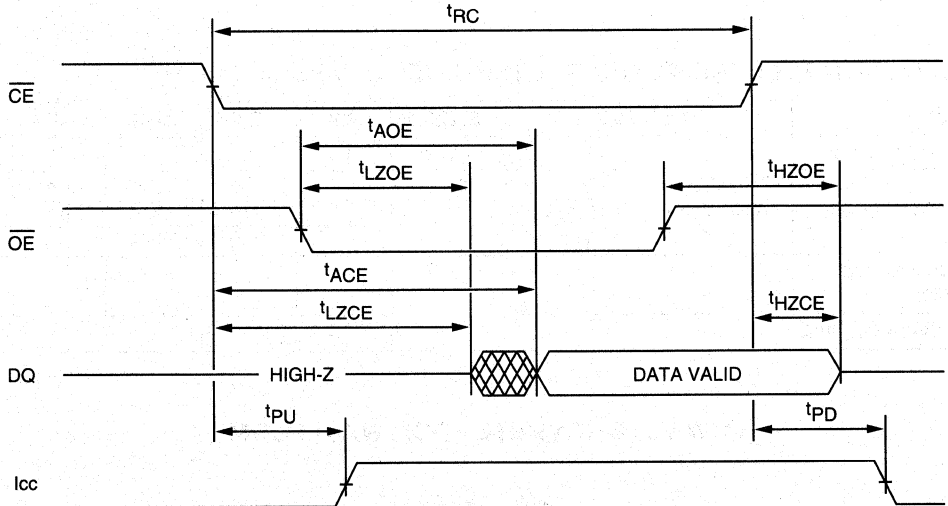 tRC
CE
tAOE
tLZOE
tHZOE
OE
tACE
tLZCE
tHZCE
DQ
HIGH-Z
DATA VALID
tPU
tPD
Icc